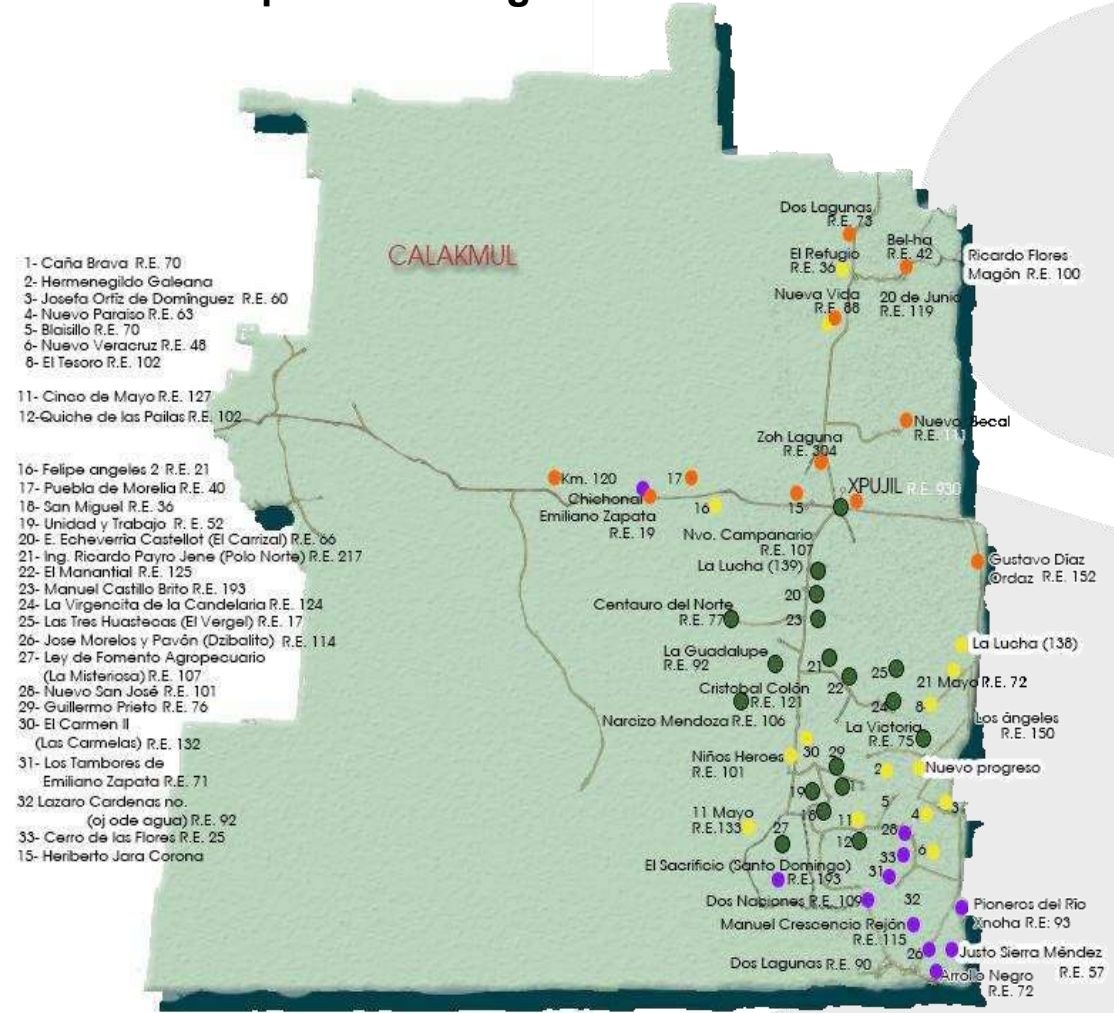 1- Caña Brava R.E. 70
2- Hermenegildo Galeana
3- Josefa Ortíz de Domínguez R.E. 60
4- Nuevo Paraiso R.E. 63
5- Blaisillo R.E. 70
6- Nuevo Veracruz R.E. 48
8- El Tesoro R.E. 102
11- Cinco de Mayo R.E. 127
12-Quiche de las Pailas R.E. 102
16- Felipe angeles 2 R.E. 21
17- Puebla de Morelia R.E. 40
18- San Miguel R.E. 36
19- Unidad y Trabajo R. E. 52
20- E. Echeverria Castellot (El Carrizal) R.E. 66
21- Ing. Ricardo Payro Jene (Polo Norte) R.E. 217
22- El Manantial R.E. 125
23- Manuel Castillo Brito R.E. 193
24- La Virgencita de la Candelaria R.E. 124
25- Las Tres Huastecas (El Vergel) R.E. 17
26- Jose Morelos y Pavón (Dzibalito) R.E. 114
27- Ley de Fomento Agropecuario
(La Misteriosa) R.E. 107
28- Nuevo San José R.E. 101
29- Guillermo Prieto R.E. 76
30- El Carmen II
(Las Carmelas) R.E. 132
31- Los Tambores de
Emiliano Zapata R.E. 71
32 Lazaro Cardenas no.
(oj ode agua) R.E. 92
33- Cerro de las Flores R.E. 25
15- Heriberto Jara Corona
CALAKMUL
Dos Lagunas
R.E. 73
El Refugio
R.E. 36
Bel-ha
R.E. 42
Ricardo Flores
Magón R.E. 100
Nueva Vida
R.E. 88
20 de Junio
R.E. 119
Nuevo Becal
R.E. 111
Zoh Laguna
R.E. 304
Km. 120
17
XPUJIL R.E. 930
Chichonal
Emiliano Zapata
R.E. 19
16
15
Nvo. Campanario
R.E. 107
La Lucha (139)
Gustavo Díaz
Ordaz R.E. 152
20
Centauro del Norte
R.E. 77
23
La Lucha (138)
La Guadalupe
R.E. 92
21
25
22
21 Mayo R.E. 72
Cristobal Colón
R.E. 121
24
8
Narcizo Mendoza R.E. 106
La Victoria
R.E. 75
Los ángeles
R.E. 150
Niños Heroes
R.E. 101
30
29
2
Nuevo progreso
19
1
5
3
11 Mayo
R.E.133
18
11
4
27
28
12
33
6
El Sacrificio (Santo Domingo)
R.E. 193
31
Dos Naciones R.E. 109
32
Pioneros del Río
Xnoha R.E: 93
Manuel Crescencio Rejón
R.E. 115
26
Justo Sierra Méndez
R.E. 57
Dos Lagunas R.E. 90
Arrollo Negro
R.E. 72